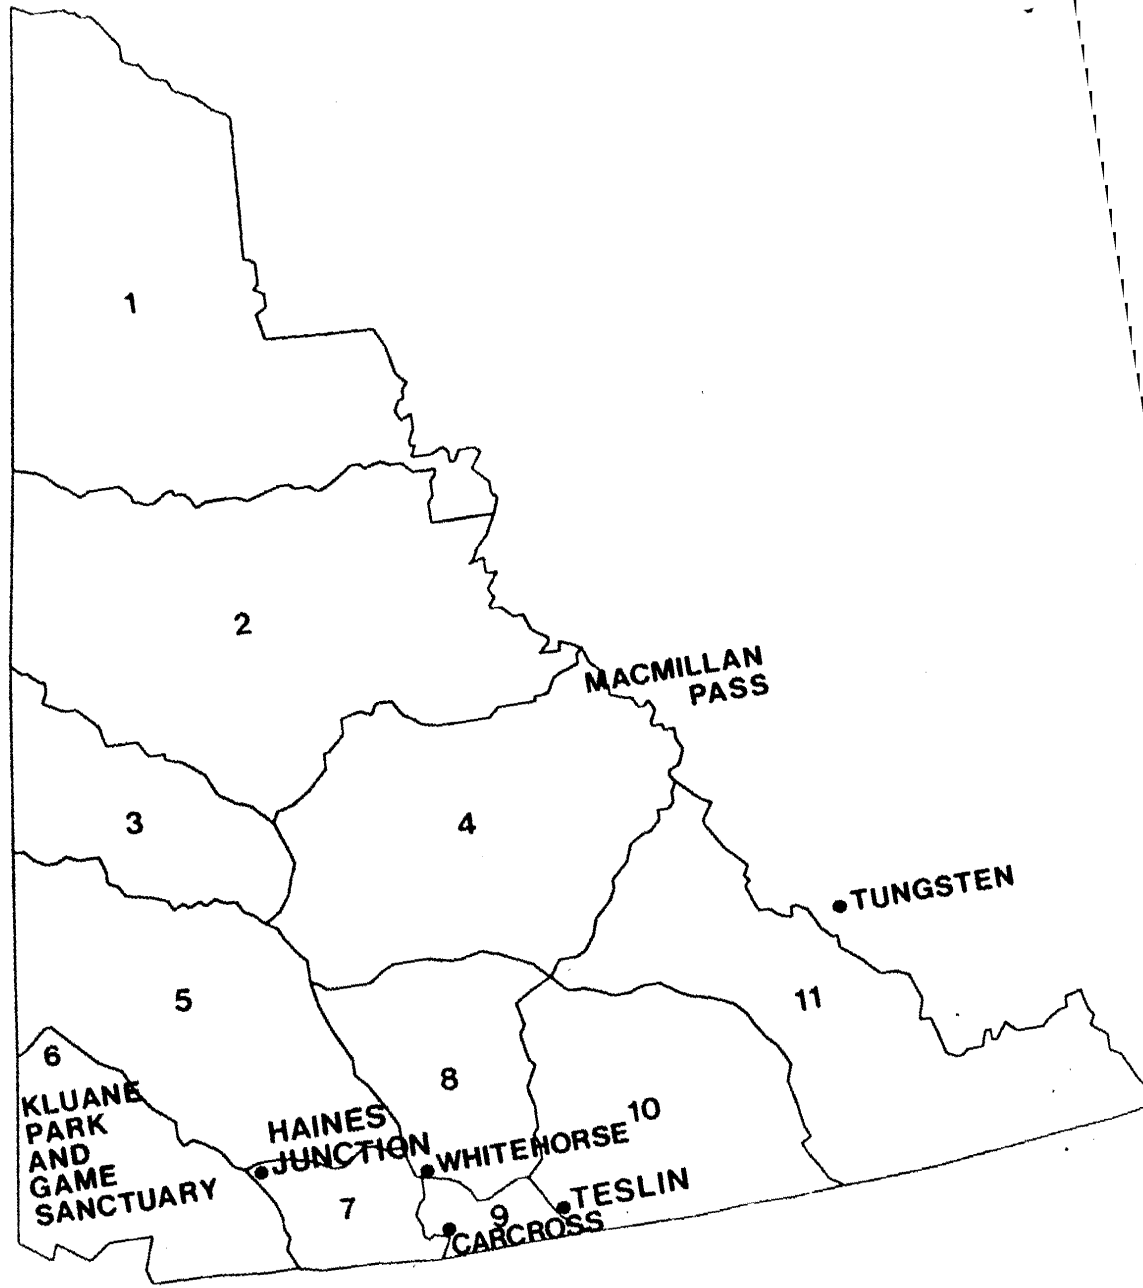 1
2
MACMILLAN
PASS
3
4
TUNGSTEN
5
11
6
KLUANE
PARK
AND
GAME
SANCTUARY
8
10
HAINES
JUNCTION
WHITEHORSE
7
9
TESLIN
CARCROSS